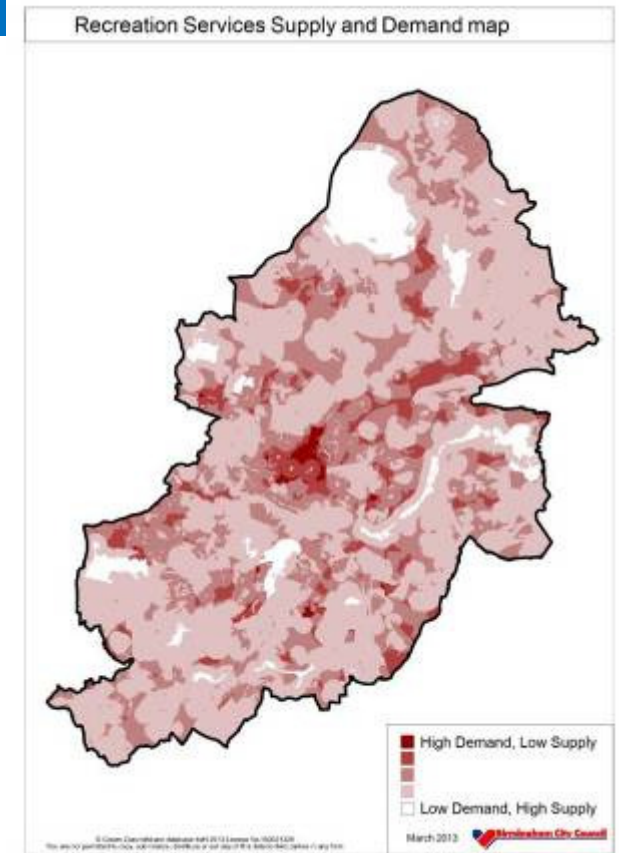 Recreation Services Supply and Demand map
High Demand, Low Supply
Low Demand, High Supply
March 2013
Birmingham City Council